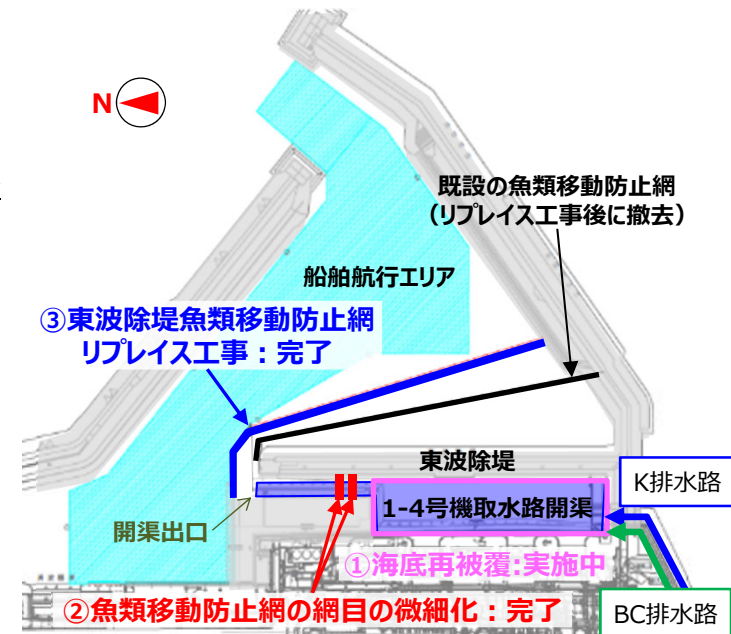 N
既設の魚類移動防止網
（リプレイス工事後に撤去）
船舶航行エリア
③東波除堤魚類移動防止網
リプレイス工事：完了
東波除堤
K排水路
1-4号機取水路開渠
開渠出口
①海底再被覆:実施中
②魚類移動防止網の網目の微細化：完了
BC排水路